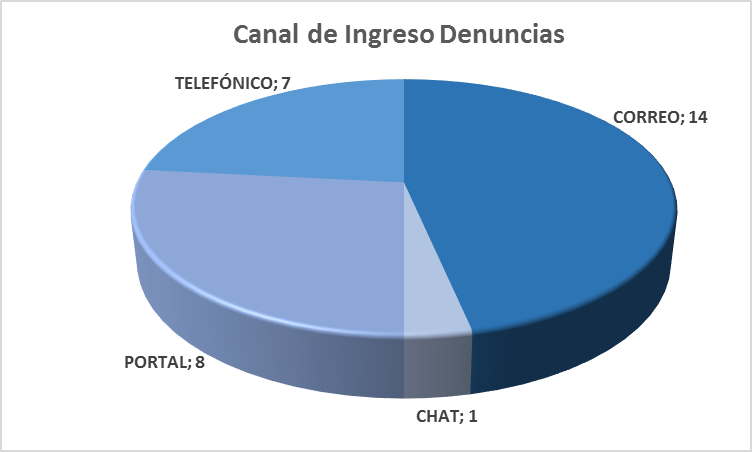 Canal de Ingreso Denuncias
TELEFÓNICO; 7
CORREO; 14
PORTAL; 8
CHAT; 1